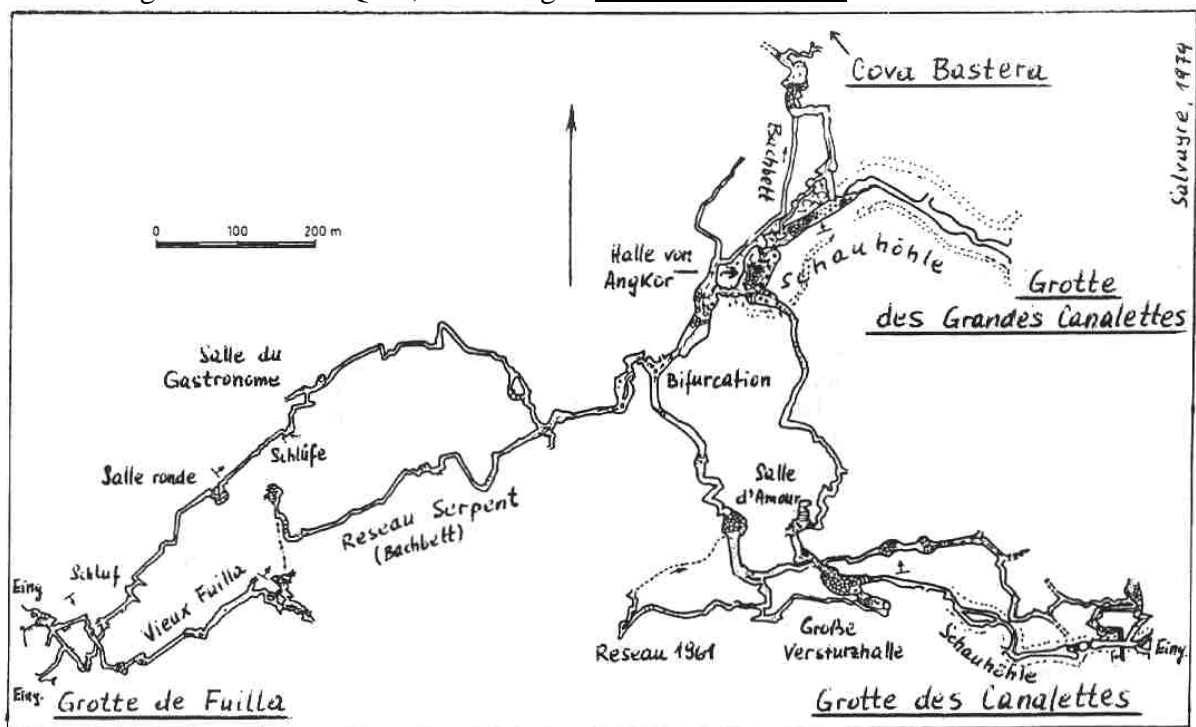 Cova Bastera
Salvayre, 1979
Bachbett
0 100 200 m
Halle von
Angkor
Schauhöhle
Grotte
des Grandes Canalettes
Salle du
Gastronome
Bifurcation
Schlüfe
Salle ronde
Salle
d'Amour
Reseau Serpent
(Bachbett)
Schluf
Eing
Vieux Fuilla
Reseau 1961
Große
Versturzhalle
Schauhöhle
Eing.
Eing.
Grotte de Fuilla
Grotte des Canalettes